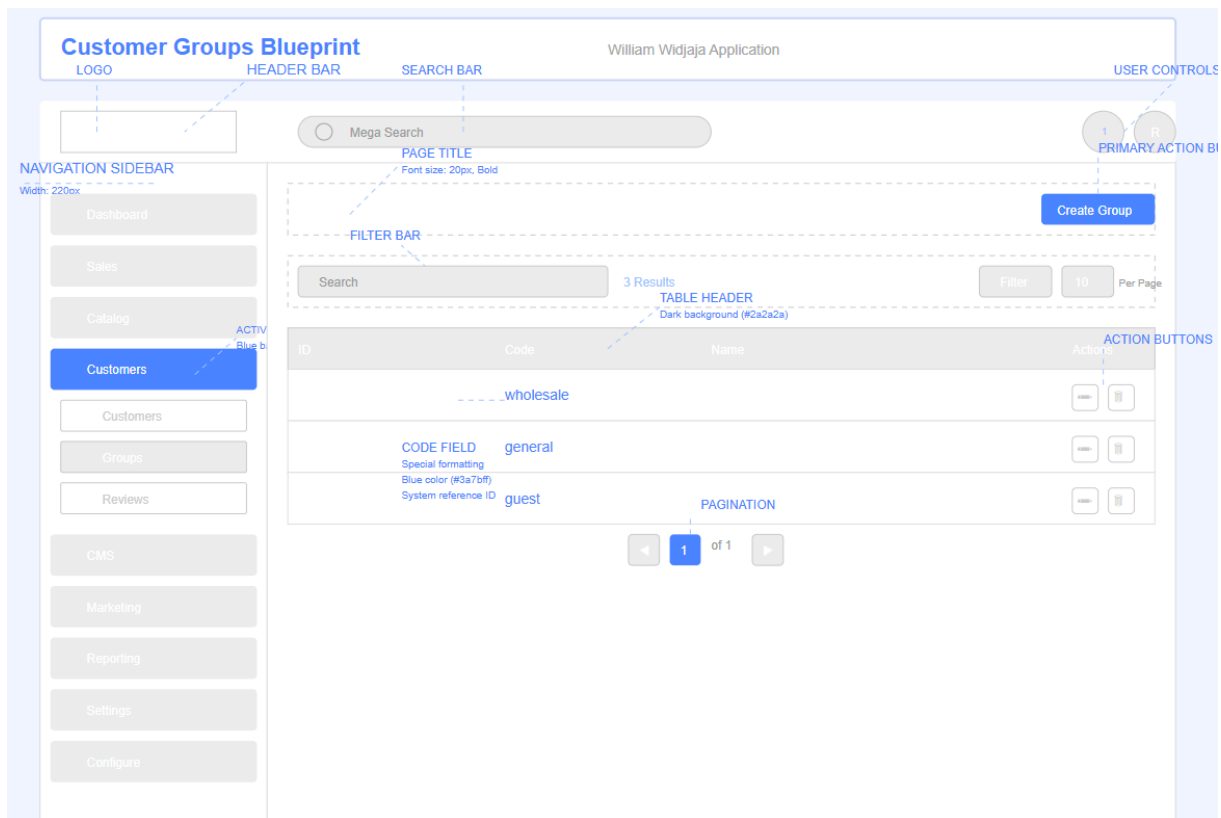 Customer Groups Blueprint
William Widjaja Application
LOGO
HEADER BAR
SEARCH BAR
USER CONTROLS
Mega Search
1
R
PAGE TITLE
Font size: 20px, Bold
PRIMARY ACTION BU
NAVIGATION SIDEBAR
Width: 220px
Dashboard
Create Group
FILTER BAR
Sales
Search
3 Results
Filter
10
Per Page
TABLE HEADER
Dark background (#2a2a2a)
Catalog
ACTIV
Blue b
ID
Code
Name
Actions
ACTION BUTTONS
Customers
wholesale
Customers
CODE FIELD
Special formatting
Blue color (#3a7bff)
System reference ID
general
Groups
guest
Reviews
PAGINATION
1
of 1
CMS
Marketing
Reporting
Settings
Configure